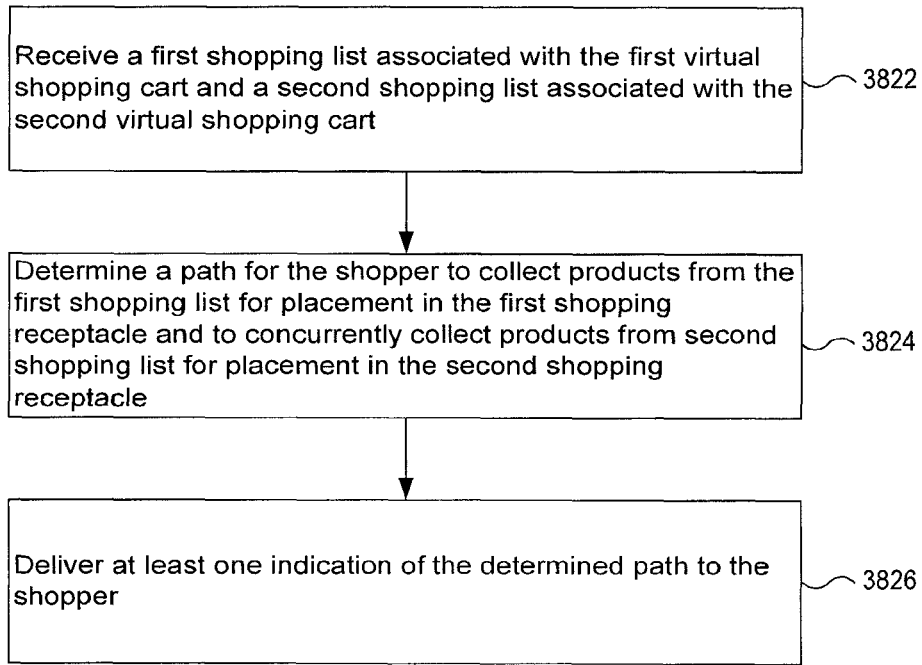 Receive a first shopping list associated with the first virtual
shopping cart and a second shopping list associated with the
second virtual shopping cart
3822
Determine a path for the shopper to collect products from the
first shopping list for placement in the first shopping
receptacle and to concurrently collect products from second
shopping list for placement in the second shopping
receptacle
3824
Deliver at least one indication of the determined path to the
shopper
3826